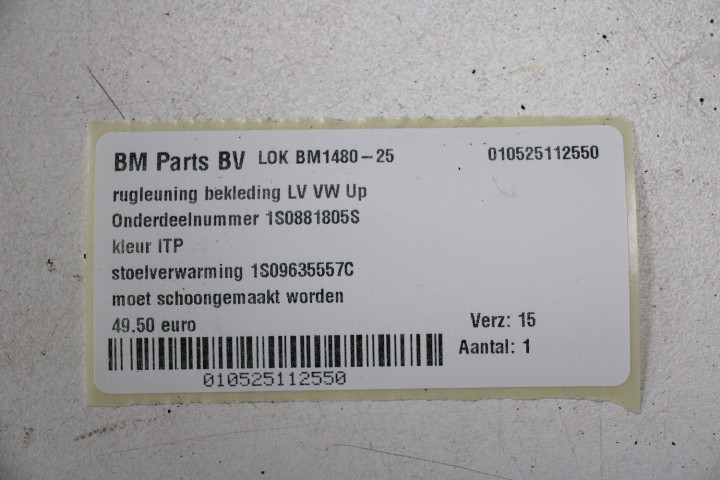 BM Parts BV LOK BM1480-25 010525112550
rugleuning bekleding LV VW Up
Onderdeelnummer 1S0881805S
kleur ITP
stoelverwarming 1S09635557C
moet schoongemaakt worden
49.50 euro Verz: 15
Aantal: 1
010525112550